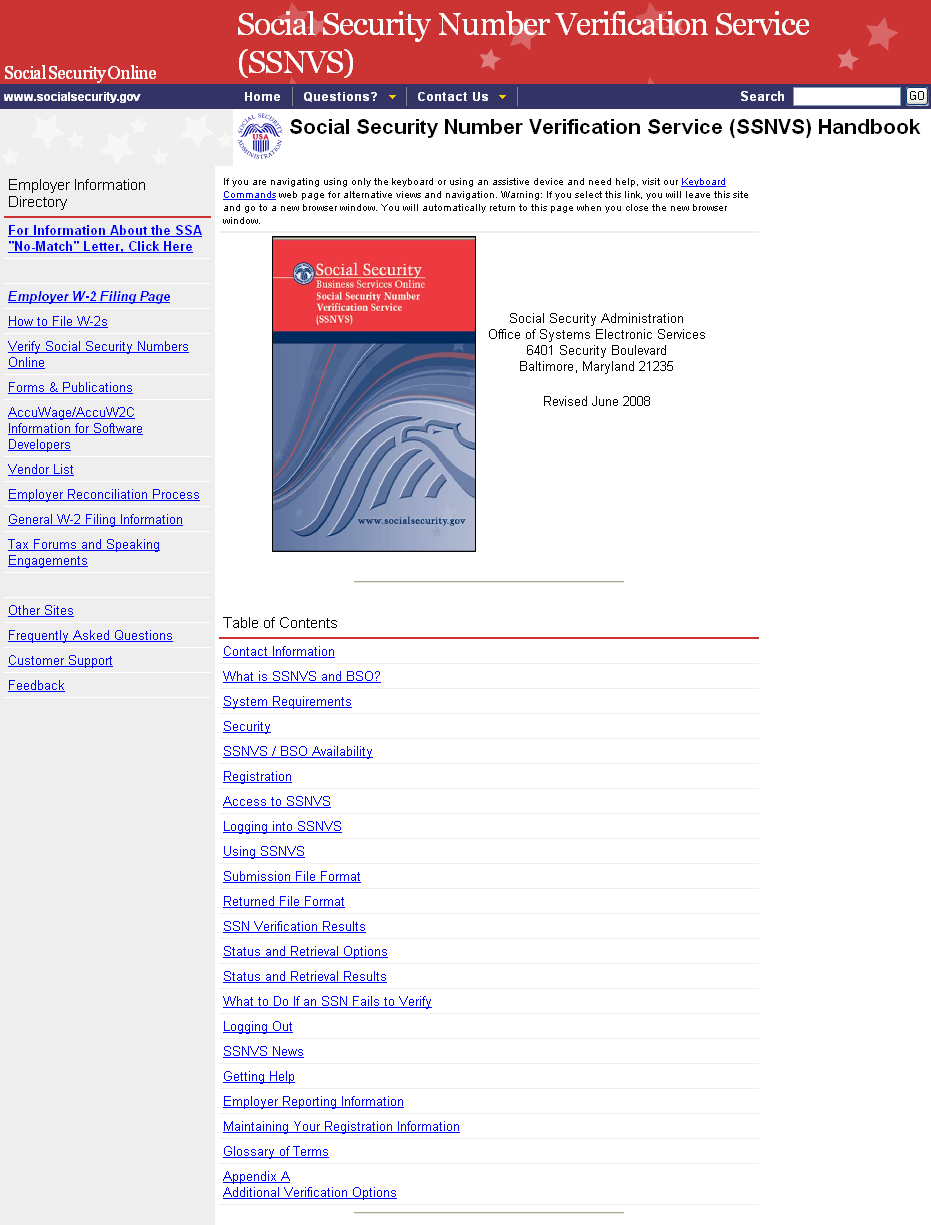 Social Security Number Verification Service
(SSNVS)
Social Security Online
www.socialsecurity.gov
Home
Questions?
Contact Us
Search
GO
SOCIAL SECURITY ADMINISTRATION
USA
Social Security Number Verification Service (SSNVS) Handbook
Employer Information
Directory
For Information About the SSA
"No-Match" Letter, Click Here
Employer W-2 Filing Page
How to File W-2s
Verify Social Security Numbers
Online
Forms & Publications
AccuWage/AccuW2C
Information for Software
Developers
Vendor List
Employer Reconciliation Process
General W-2 Filing Information
Tax Forums and Speaking
Engagements
Other Sites
Frequently Asked Questions
Customer Support
Feedback
If you are navigating using only the keyboard or using an assistive device and need help, visit our Keyboard
Commands web page for alternative views and navigation. Warning: If you select this link, you will leave this site
and go to a new browser window. You will automatically return to this page when you close the new browser
window.
Social Security
Business Services Online
Social Security Number
Verification Service
(SSNVS)
www.socialsecurity.gov
Social Security Administration
Office of Systems Electronic Services
6401 Security Boulevard
Baltimore, Maryland 21235
Revised June 2008
Table of Contents
Contact Information
What is SSNVS and BSO?
System Requirements
Security
SSNVS / BSO Availability
Registration
Access to SSNVS
Logging into SSNVS
Using SSNVS
Submission File Format
Returned File Format
SSN Verification Results
Status and Retrieval Options
Status and Retrieval Results
What to Do If an SSN Fails to Verify
Logging Out
SSNVS News
Getting Help
Employer Reporting Information
Maintaining Your Registration Information
Glossary of Terms
Appendix A
Additional Verification Options